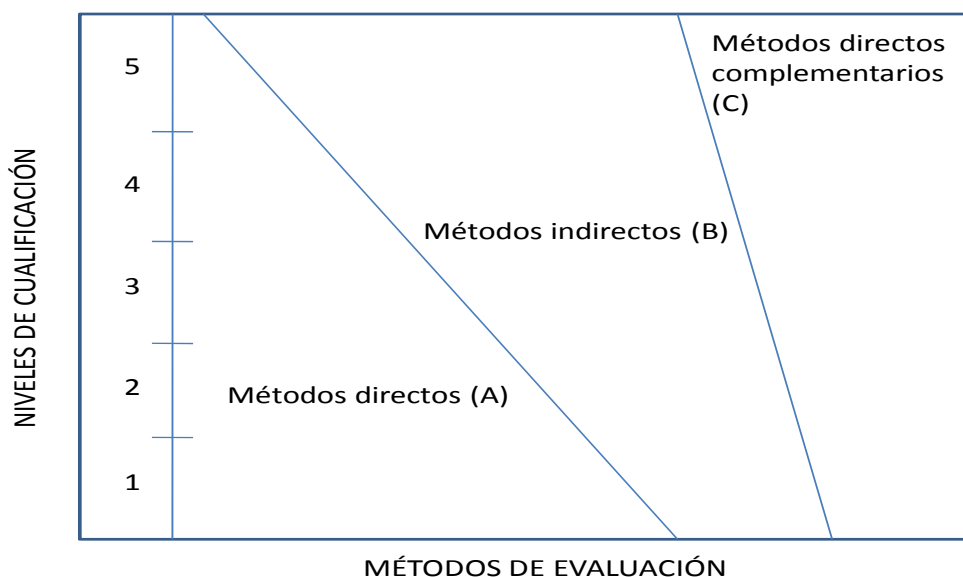 Métodos directos
complementarios
(C)
5
4
Métodos indirectos (B)
3
2
Métodos directos (A)
1
NIVELES DE CUALIFICACIÓN
MÉTODOS DE EVALUACIÓN